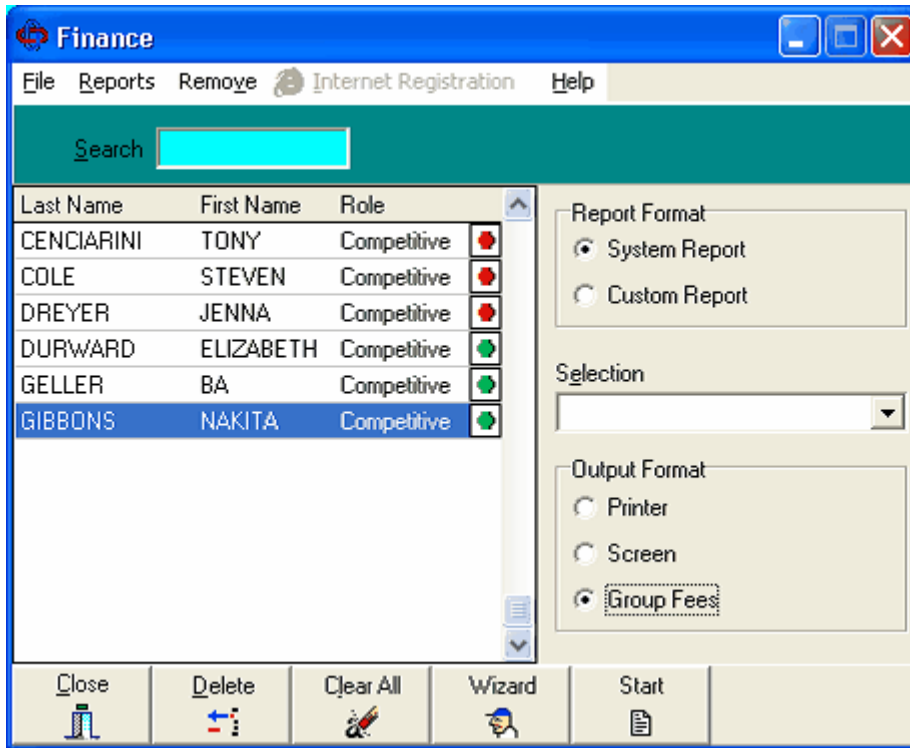 Finance
File Reports Remove Internet Registration Help
Search
Last Name First Name Role
CENCIARINI TONY Competitive
COLE STEVEN Competitive
DREYER JENNA Competitive
DURWARD ELIZABETH Competitive
GELLER BA Competitive
GIBBONS NAKITA Competitive
Report Format
System Report
Custom Report
Selection
Output Format
Printer
Screen
Group Fees
Close Delete Clear All Wizard Start